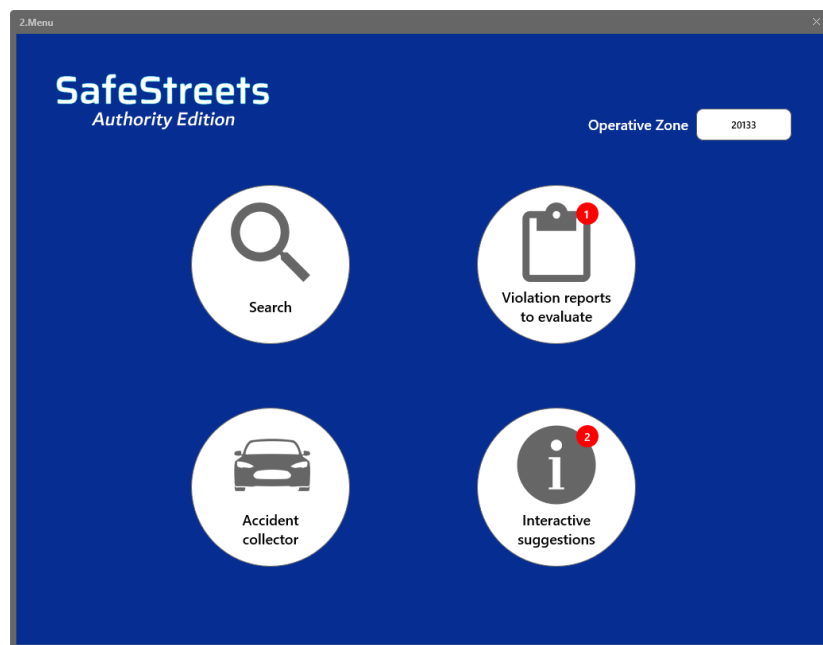 2.Menu
SafeStreets
Authority Edition
Operative Zone
20133
1
Search
Violation reports
to evaluate
2
Accident
collector
Interactive
suggestions